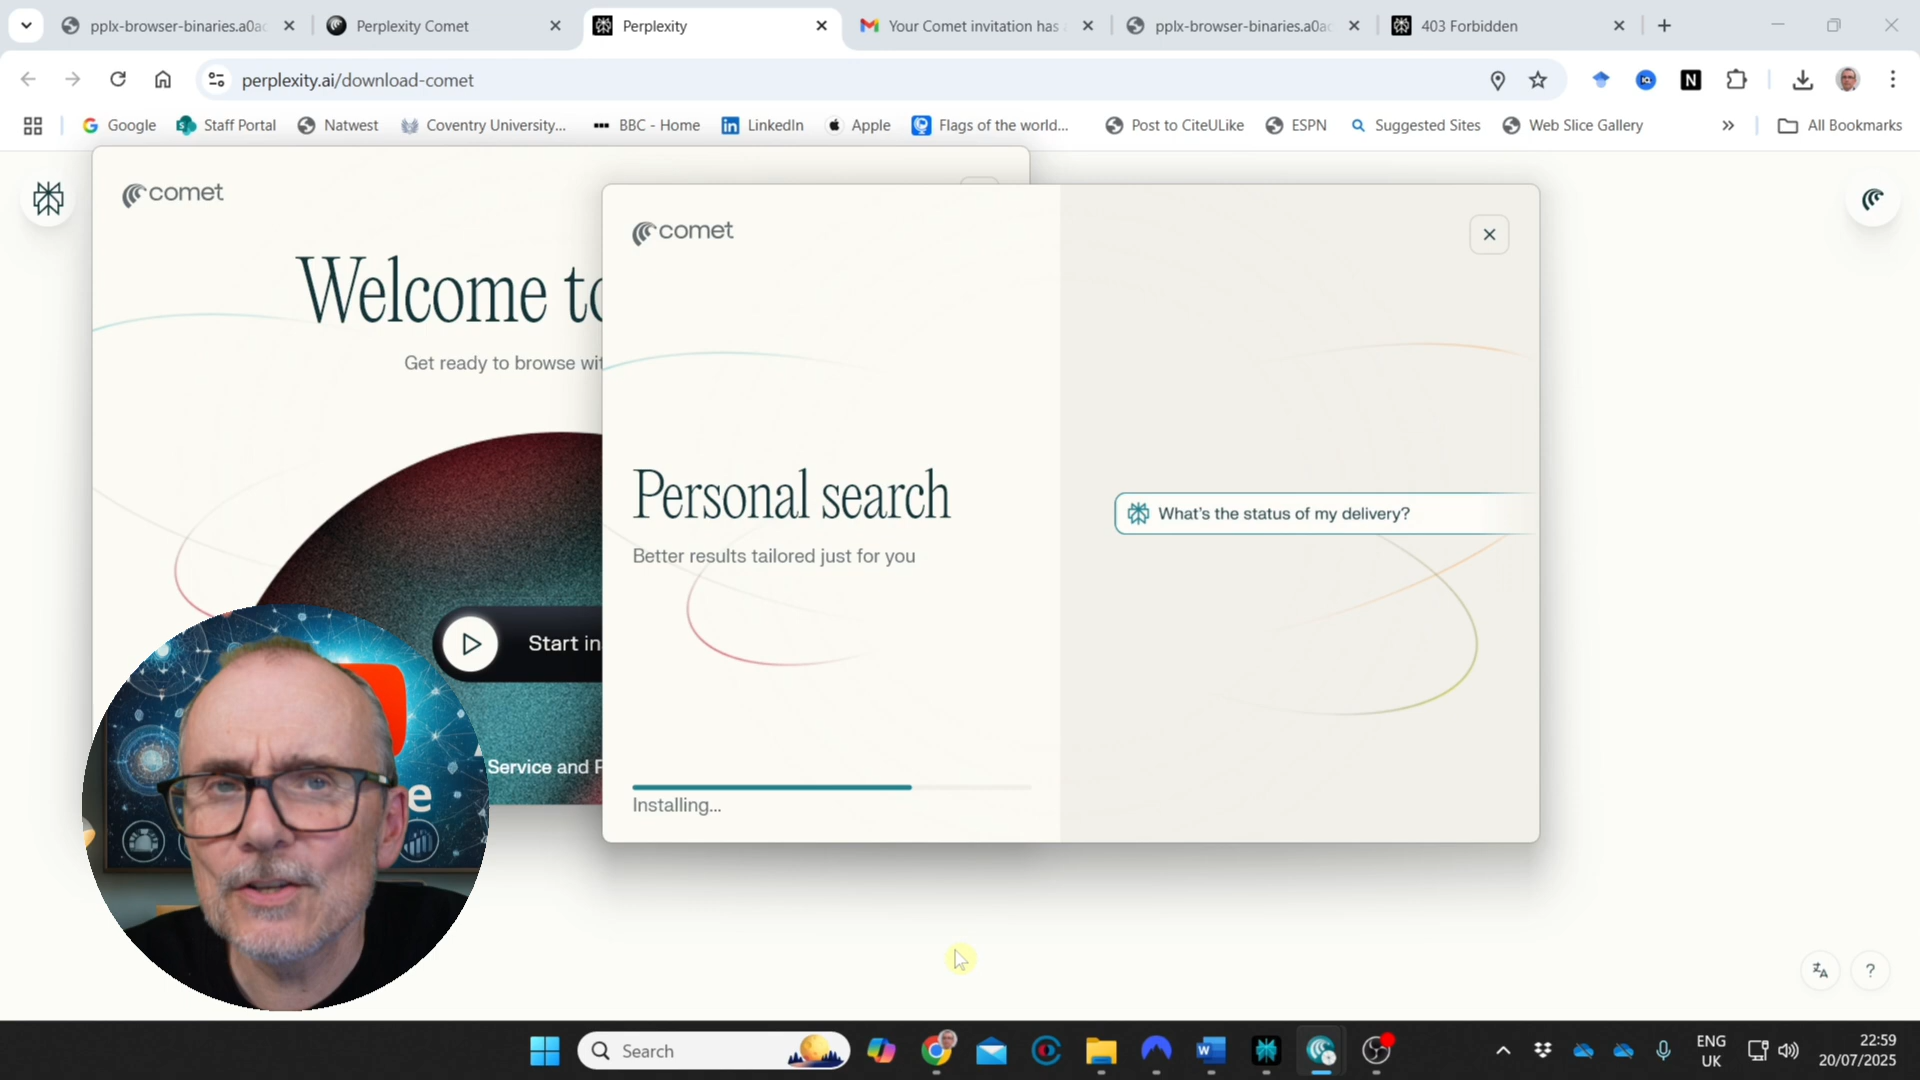 pplx-browser-binaries.a0ac
Perplexity Comet
Perplexity
Your Comet invitation has a
pplx-browser-binaries.a0ac
403 Forbidden
perplexity.ai/download-comet
Google
Staff Portal
Natwest
Coventry University...
BBC - Home
LinkedIn
Apple
Flags of the world...
Post to CiteULike
ESPN
Suggested Sites
Web Slice Gallery
All Bookmarks
comet
Welcome to
Get ready to browse wit
Start in
Service and P
comet
Personal search
Better results tailored just for you
What's the status of my delivery?
Installing...
e
?
Search
ENG
UK
22:59
20/07/2025